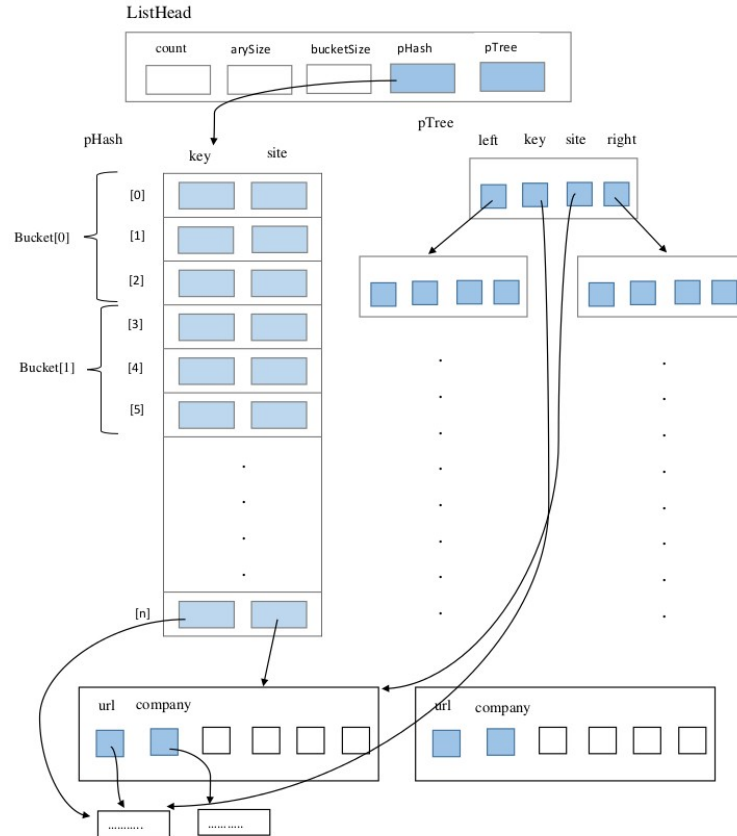 ListHead
count arySize bucketSize pHash pTree
pHash
key site
[0]
[1]
[2]
Bucket[0]
[3]
[4]
[5]
Bucket[1]
[n]
pTree
left key site right
url company
url company
...........
...........